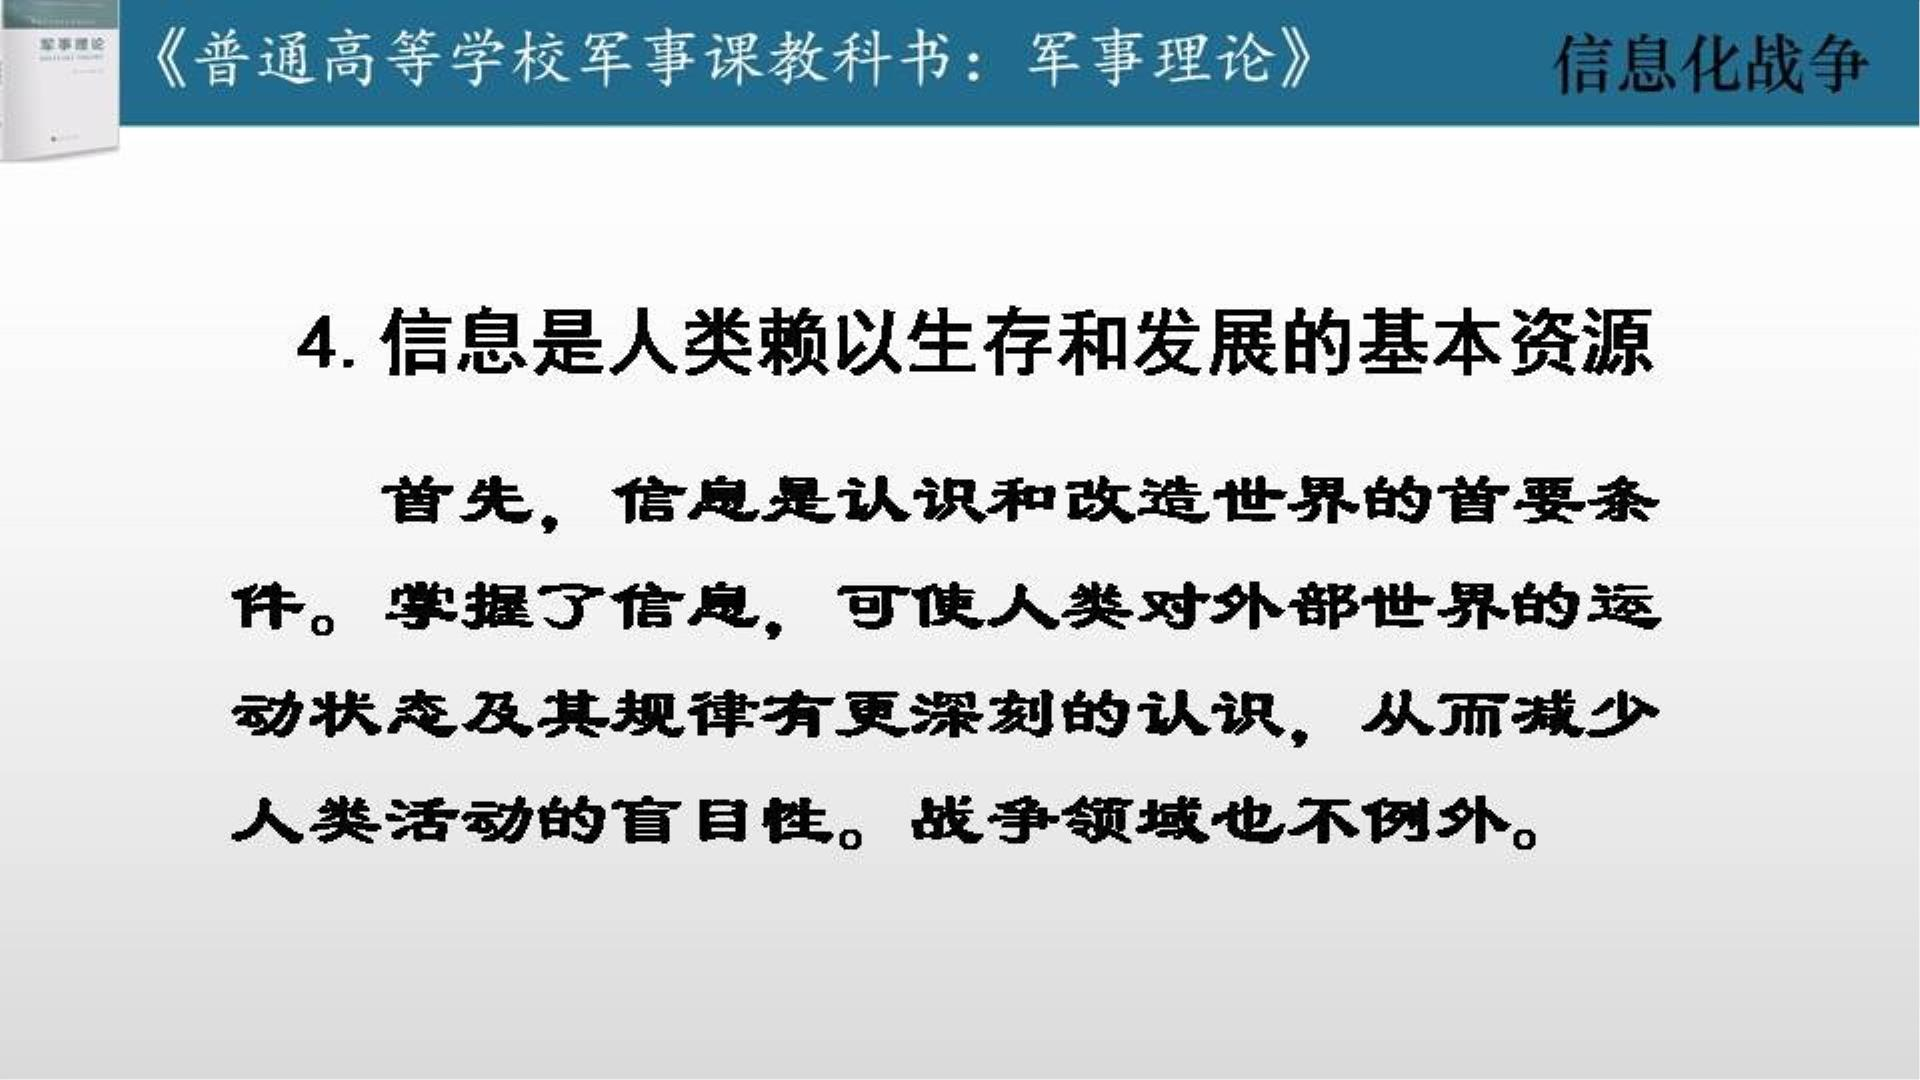 军事理论
《普通高等学校军事课教科书：军事理论》
信息化战争
4.信息是人类赖以生存和发展的基本资源
首先，信息是认识和改造世界的首要条
件。掌握了信息，可使人类对外部世界的运
动状态及其规律有更深刻的认识，从而减少
人类活动的盲目性。战争领域也不例外。